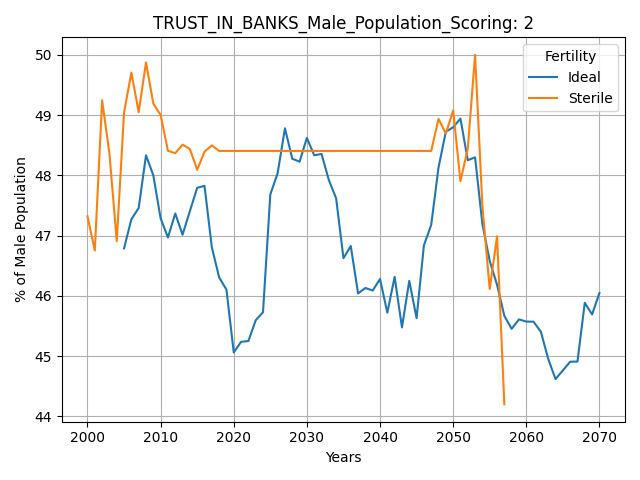 TRUST_IN_BANKS_Male_Population_Scoring: 2
Fertility
Ideal
Sterile
% of Male Population
50
49
48
47
46
45
44
2000
2010
2020
2030
2040
2050
2060
2070
Years